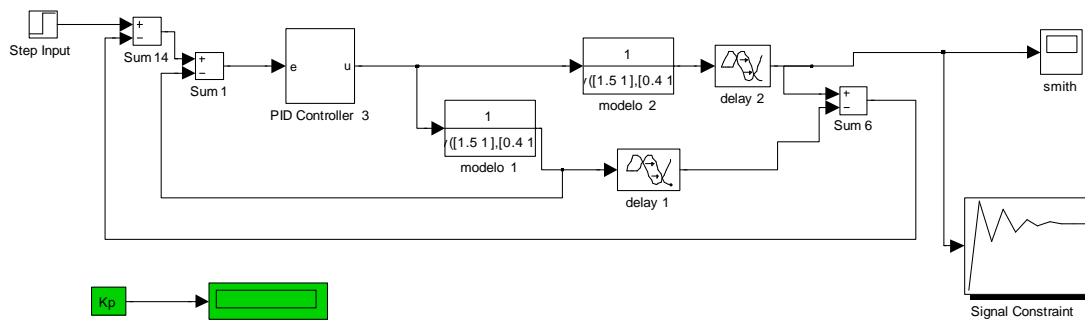 Step Input
+
−
Sum 14
+
−
Sum 1
e
u
PID Controller 3
1
([1.5 1],[0.4 1
modelo 2
delay 2
1
([1.5 1],[0.4 1
modelo 1
delay 1
+
−
Sum 6
smith
Signal Constraint
Kp